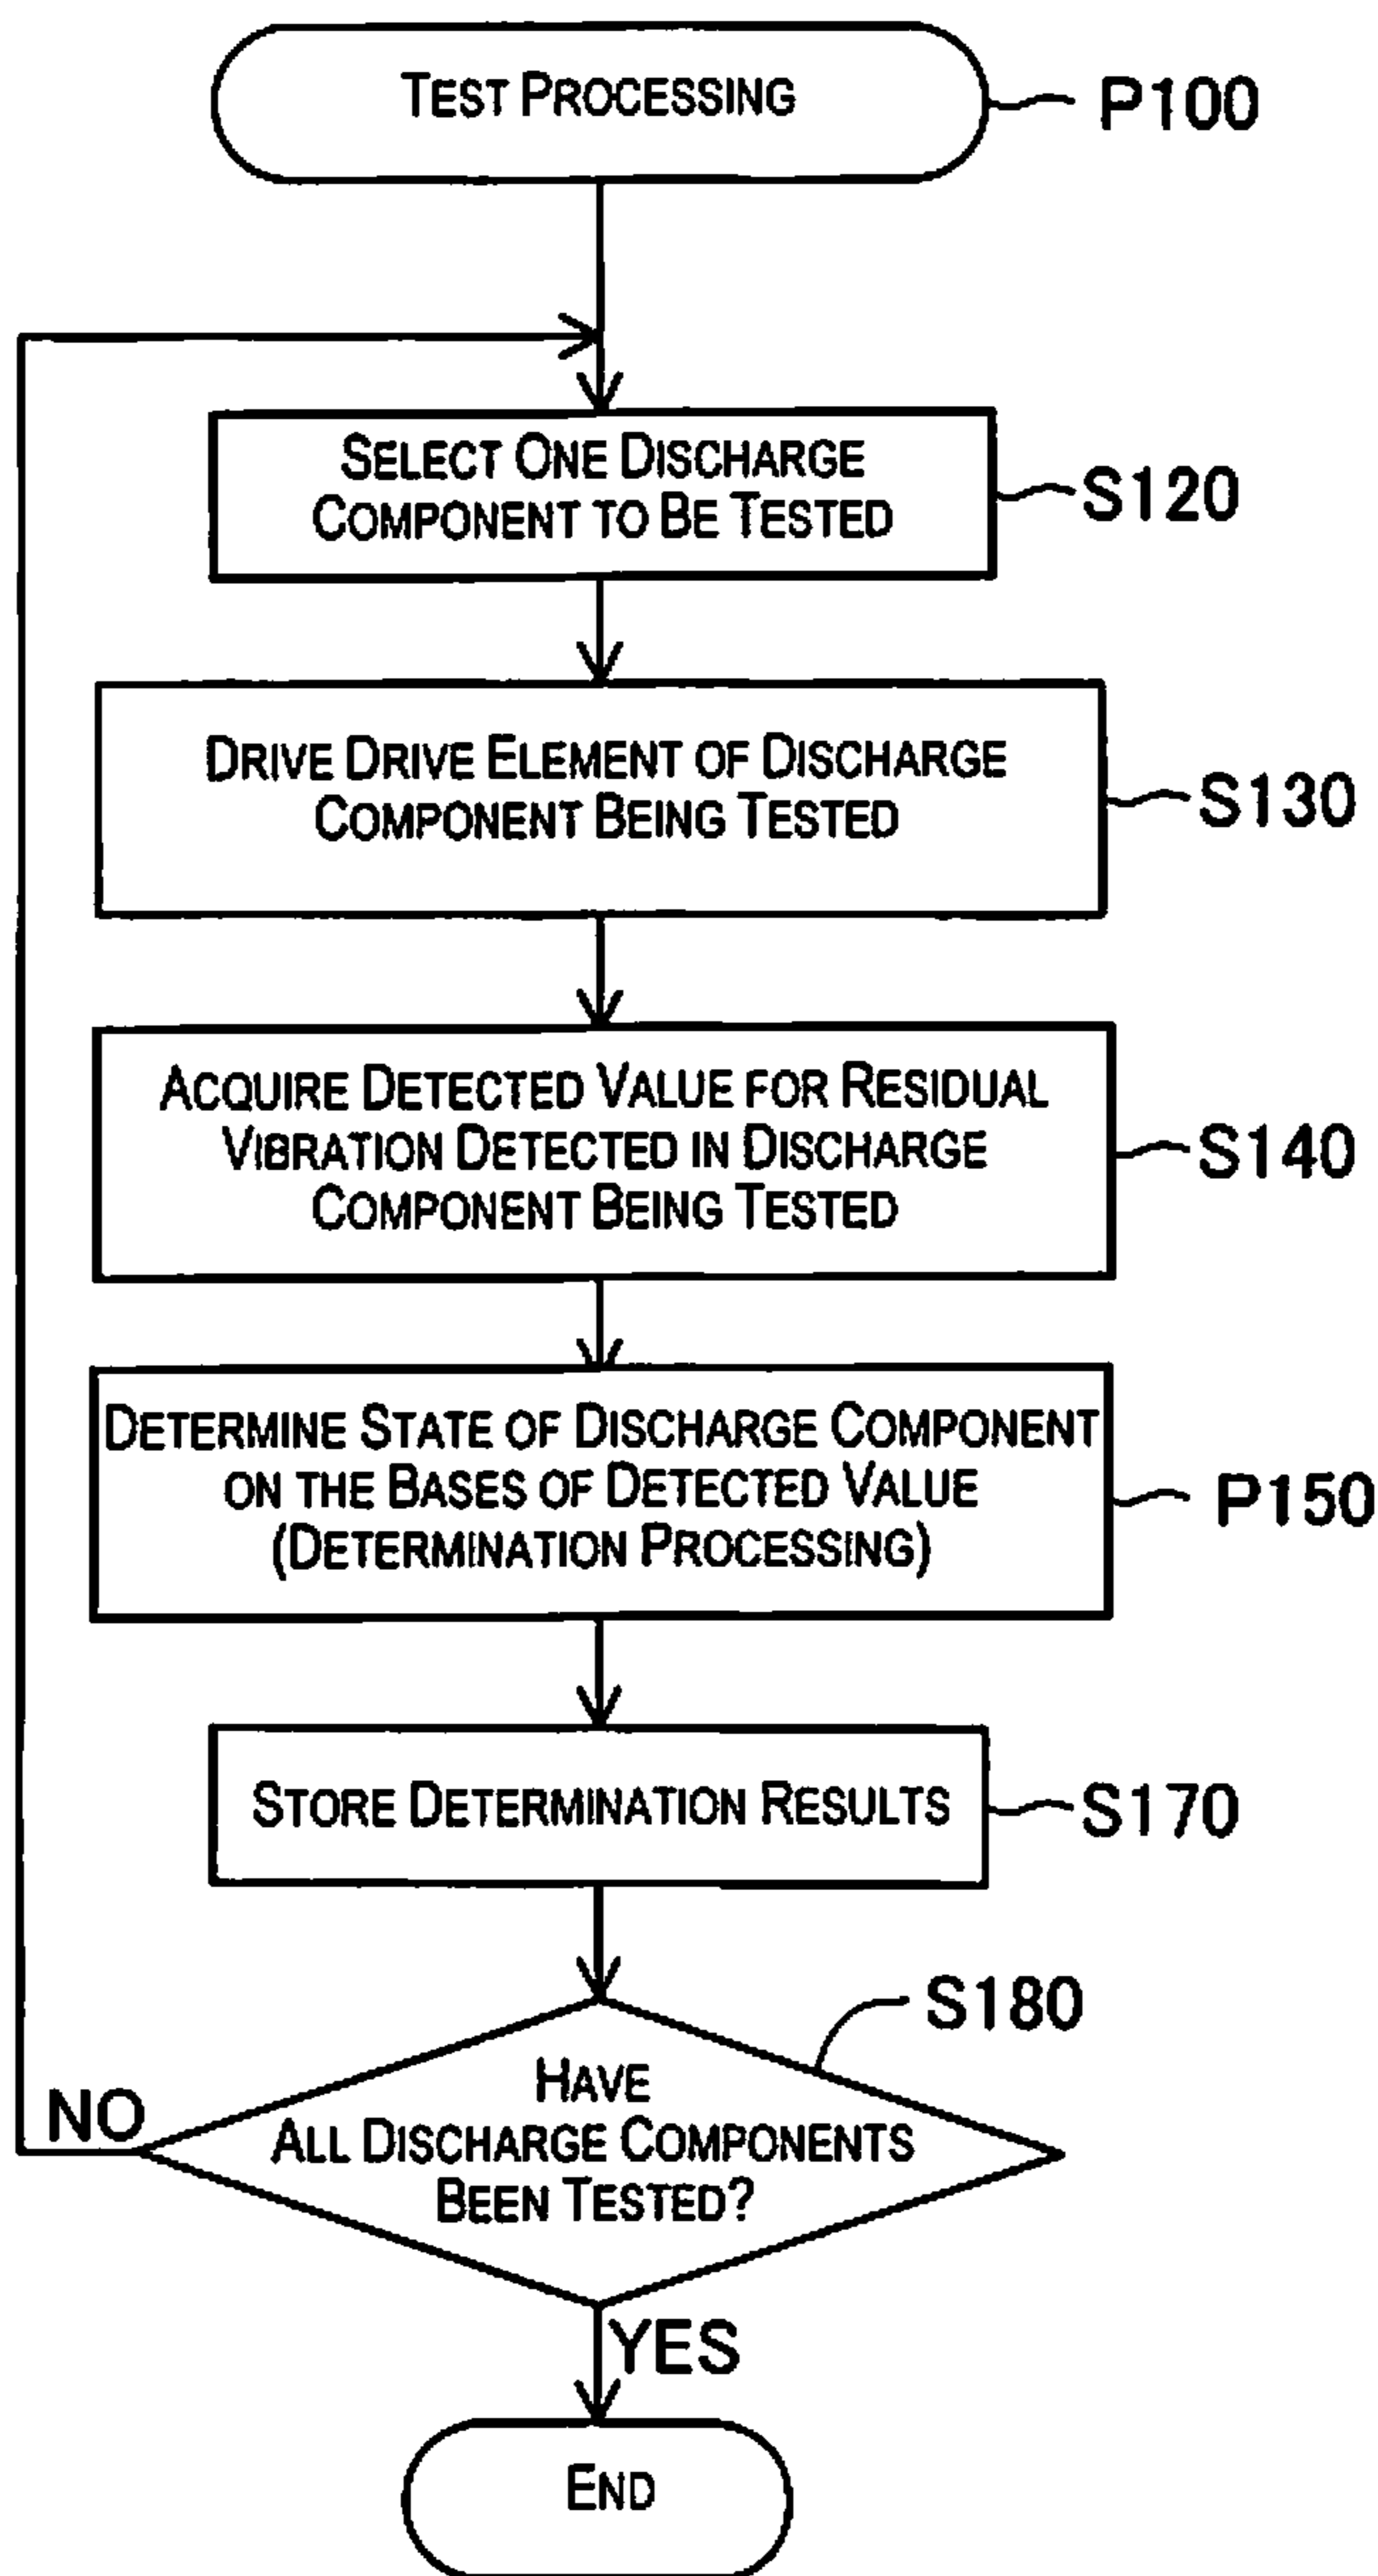 TEST PROCESSING
P100
SELECT ONE DISCHARGE
COMPONENT TO BE TESTED
S120
DRIVE DRIVE ELEMENT OF DISCHARGE
COMPONENT BEING TESTED
S130
ACQUIRE DETECTED VALUE FOR RESIDUAL
VIBRATION DETECTED IN DISCHARGE
COMPONENT BEING TESTED
S140
DETERMINE STATE OF DISCHARGE COMPONENT
ON THE BASES OF DETECTED VALUE
(DETERMINATION PROCESSING)
P150
STORE DETERMINATION RESULTS
S170
S180
HAVE
ALL DISCHARGE COMPONENTS
BEEN TESTED?
NO
YES
END